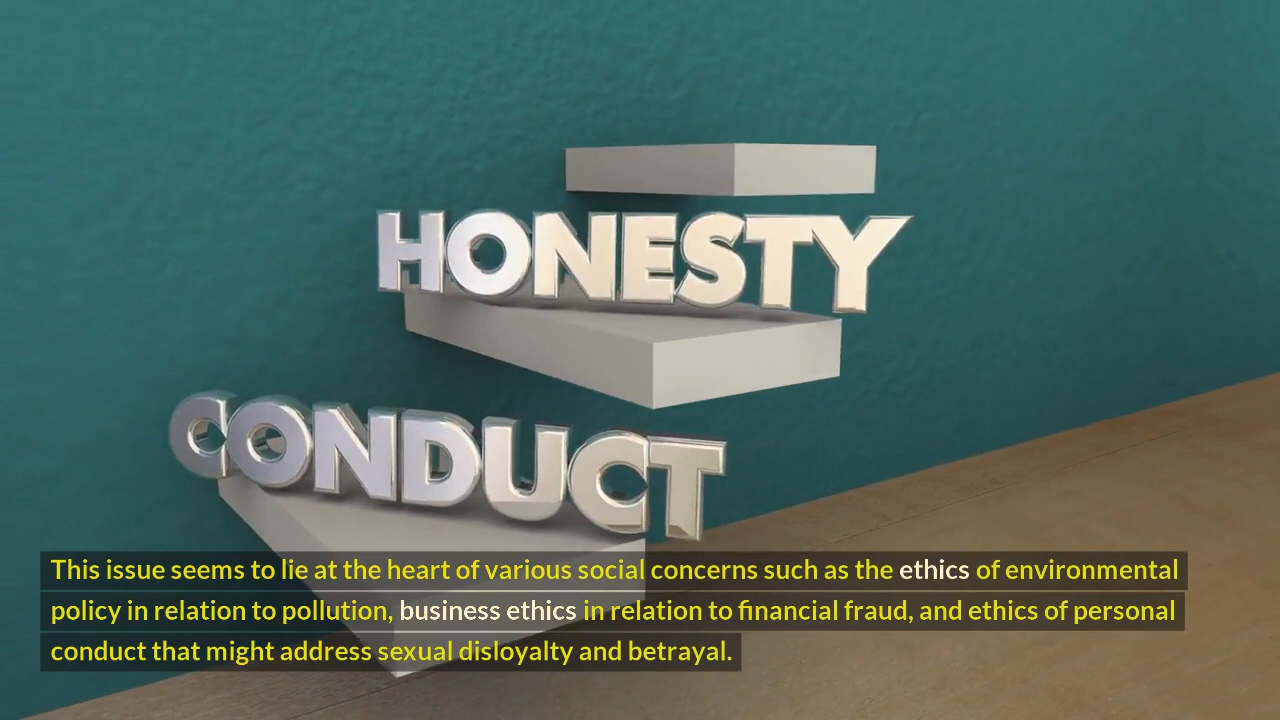 HONESTY
CONDUCT
This issue seems to lie at the heart of various social concerns such as the ethics of environmental
policy in relation to pollution, business ethics in relation to financial fraud, and ethics of personal
conduct that might address sexual disloyalty and betrayal.